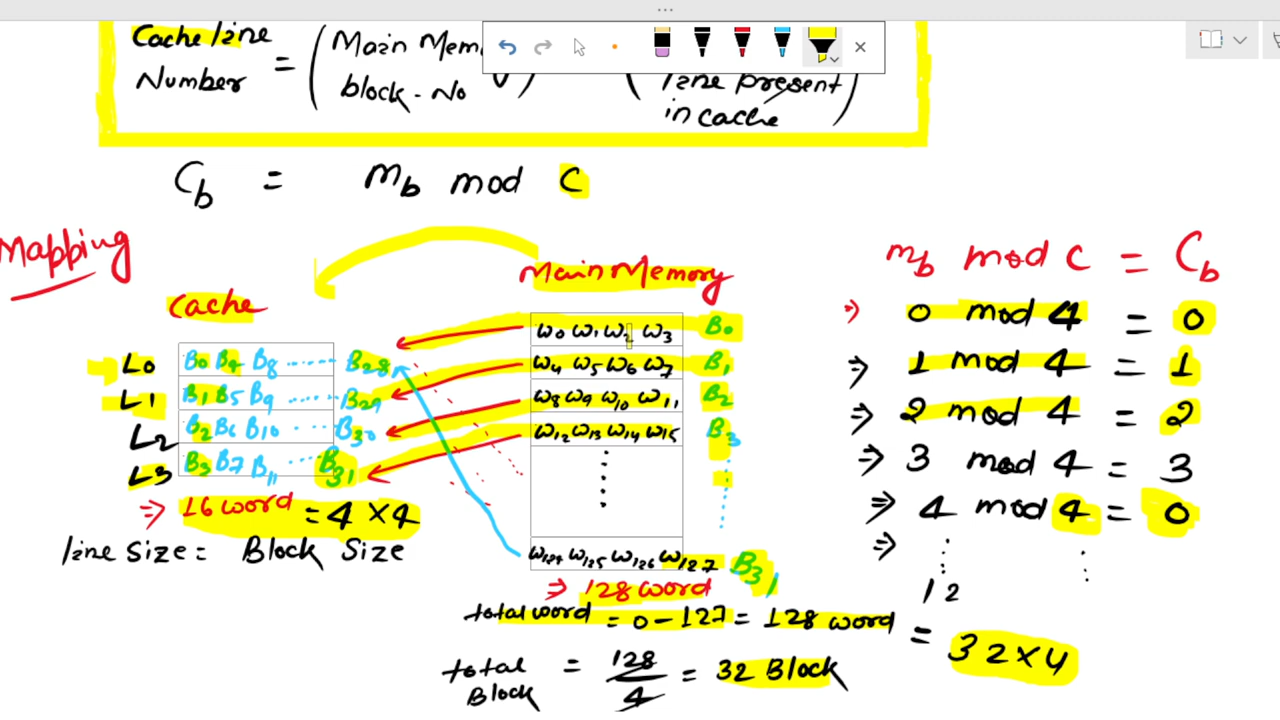 Cache line
Number = (Main Mem
block-No
line present
in cache)
Cb = mb mod C
Mapping
Cache
L0 B0 B4 B8 ...... B28
L1 B1 B5 B9 ...... B29
L2 B2 B6 B10 ..... B30
L3 B3 B7 B11 ..... B31
⇒ 16 word = 4 × 4
line Size = Block Size
Main Memory
W0 W1 W2 W3 B0
W4 W5 W6 W7 B1
W8 W9 W10 W11 B2
W12 W13 W14 W15 B3
W124 W125 W126 W127 B31
⇒ 128 word
total word = 0 - 127 = 128 word
total Block = 128/4 = 32 Block
mb mod C = Cb
⇒ 0 mod 4 = 0
⇒ 1 mod 4 = 1
⇒ 2 mod 4 = 2
⇒ 3 mod 4 = 3
⇒ 4 mod 4 = 0
⇒
12
= 32×4